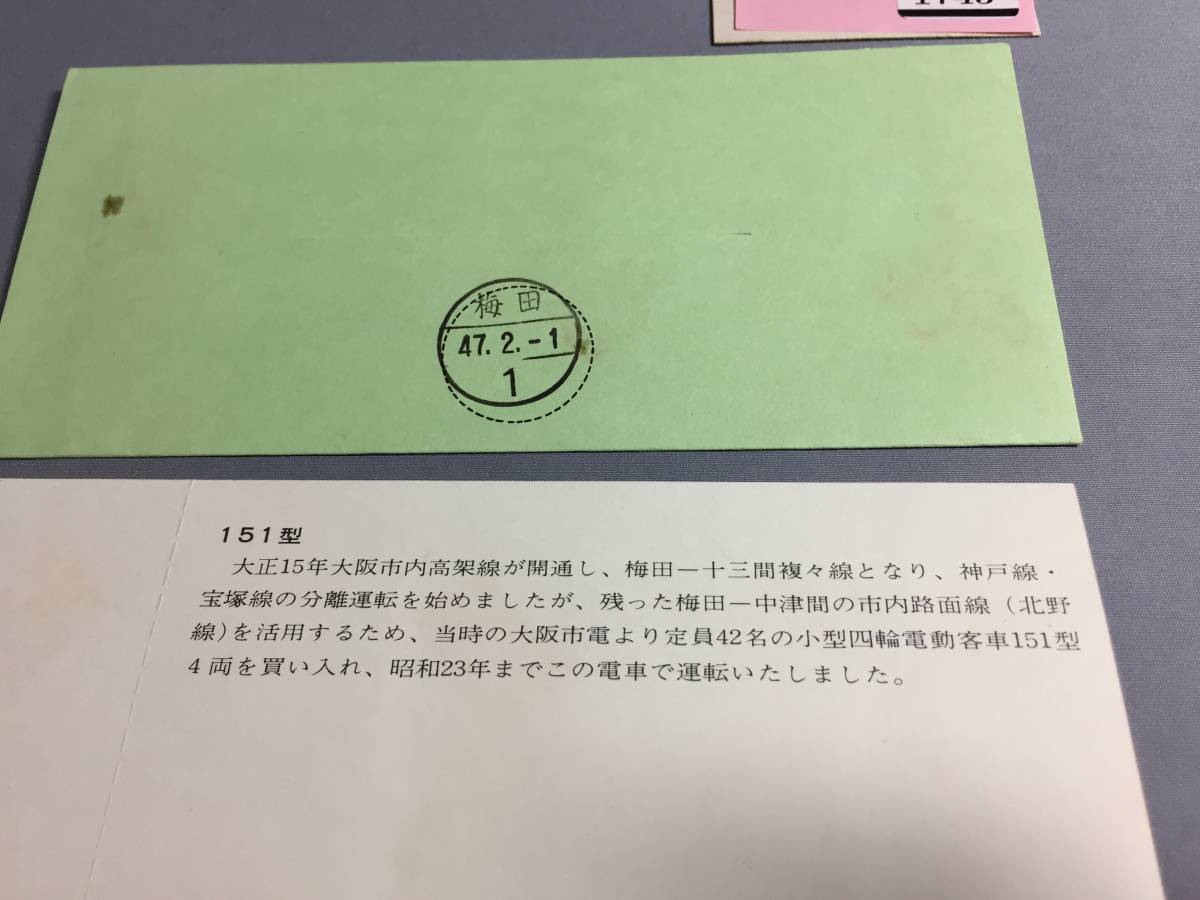 梅田
47.2.-1
1
151型
大正15年大阪市内高架線が開通し、梅田－十三間複々線となり、神戸線・
宝塚線の分離運転を始めましたが、残った梅田－中津間の市内路面線（北野
線)を活用するため、当時の大阪市電より定員42名の小型四輪電動客車151型
4両を買い入れ、昭和23年までこの電車で運転いたしました。